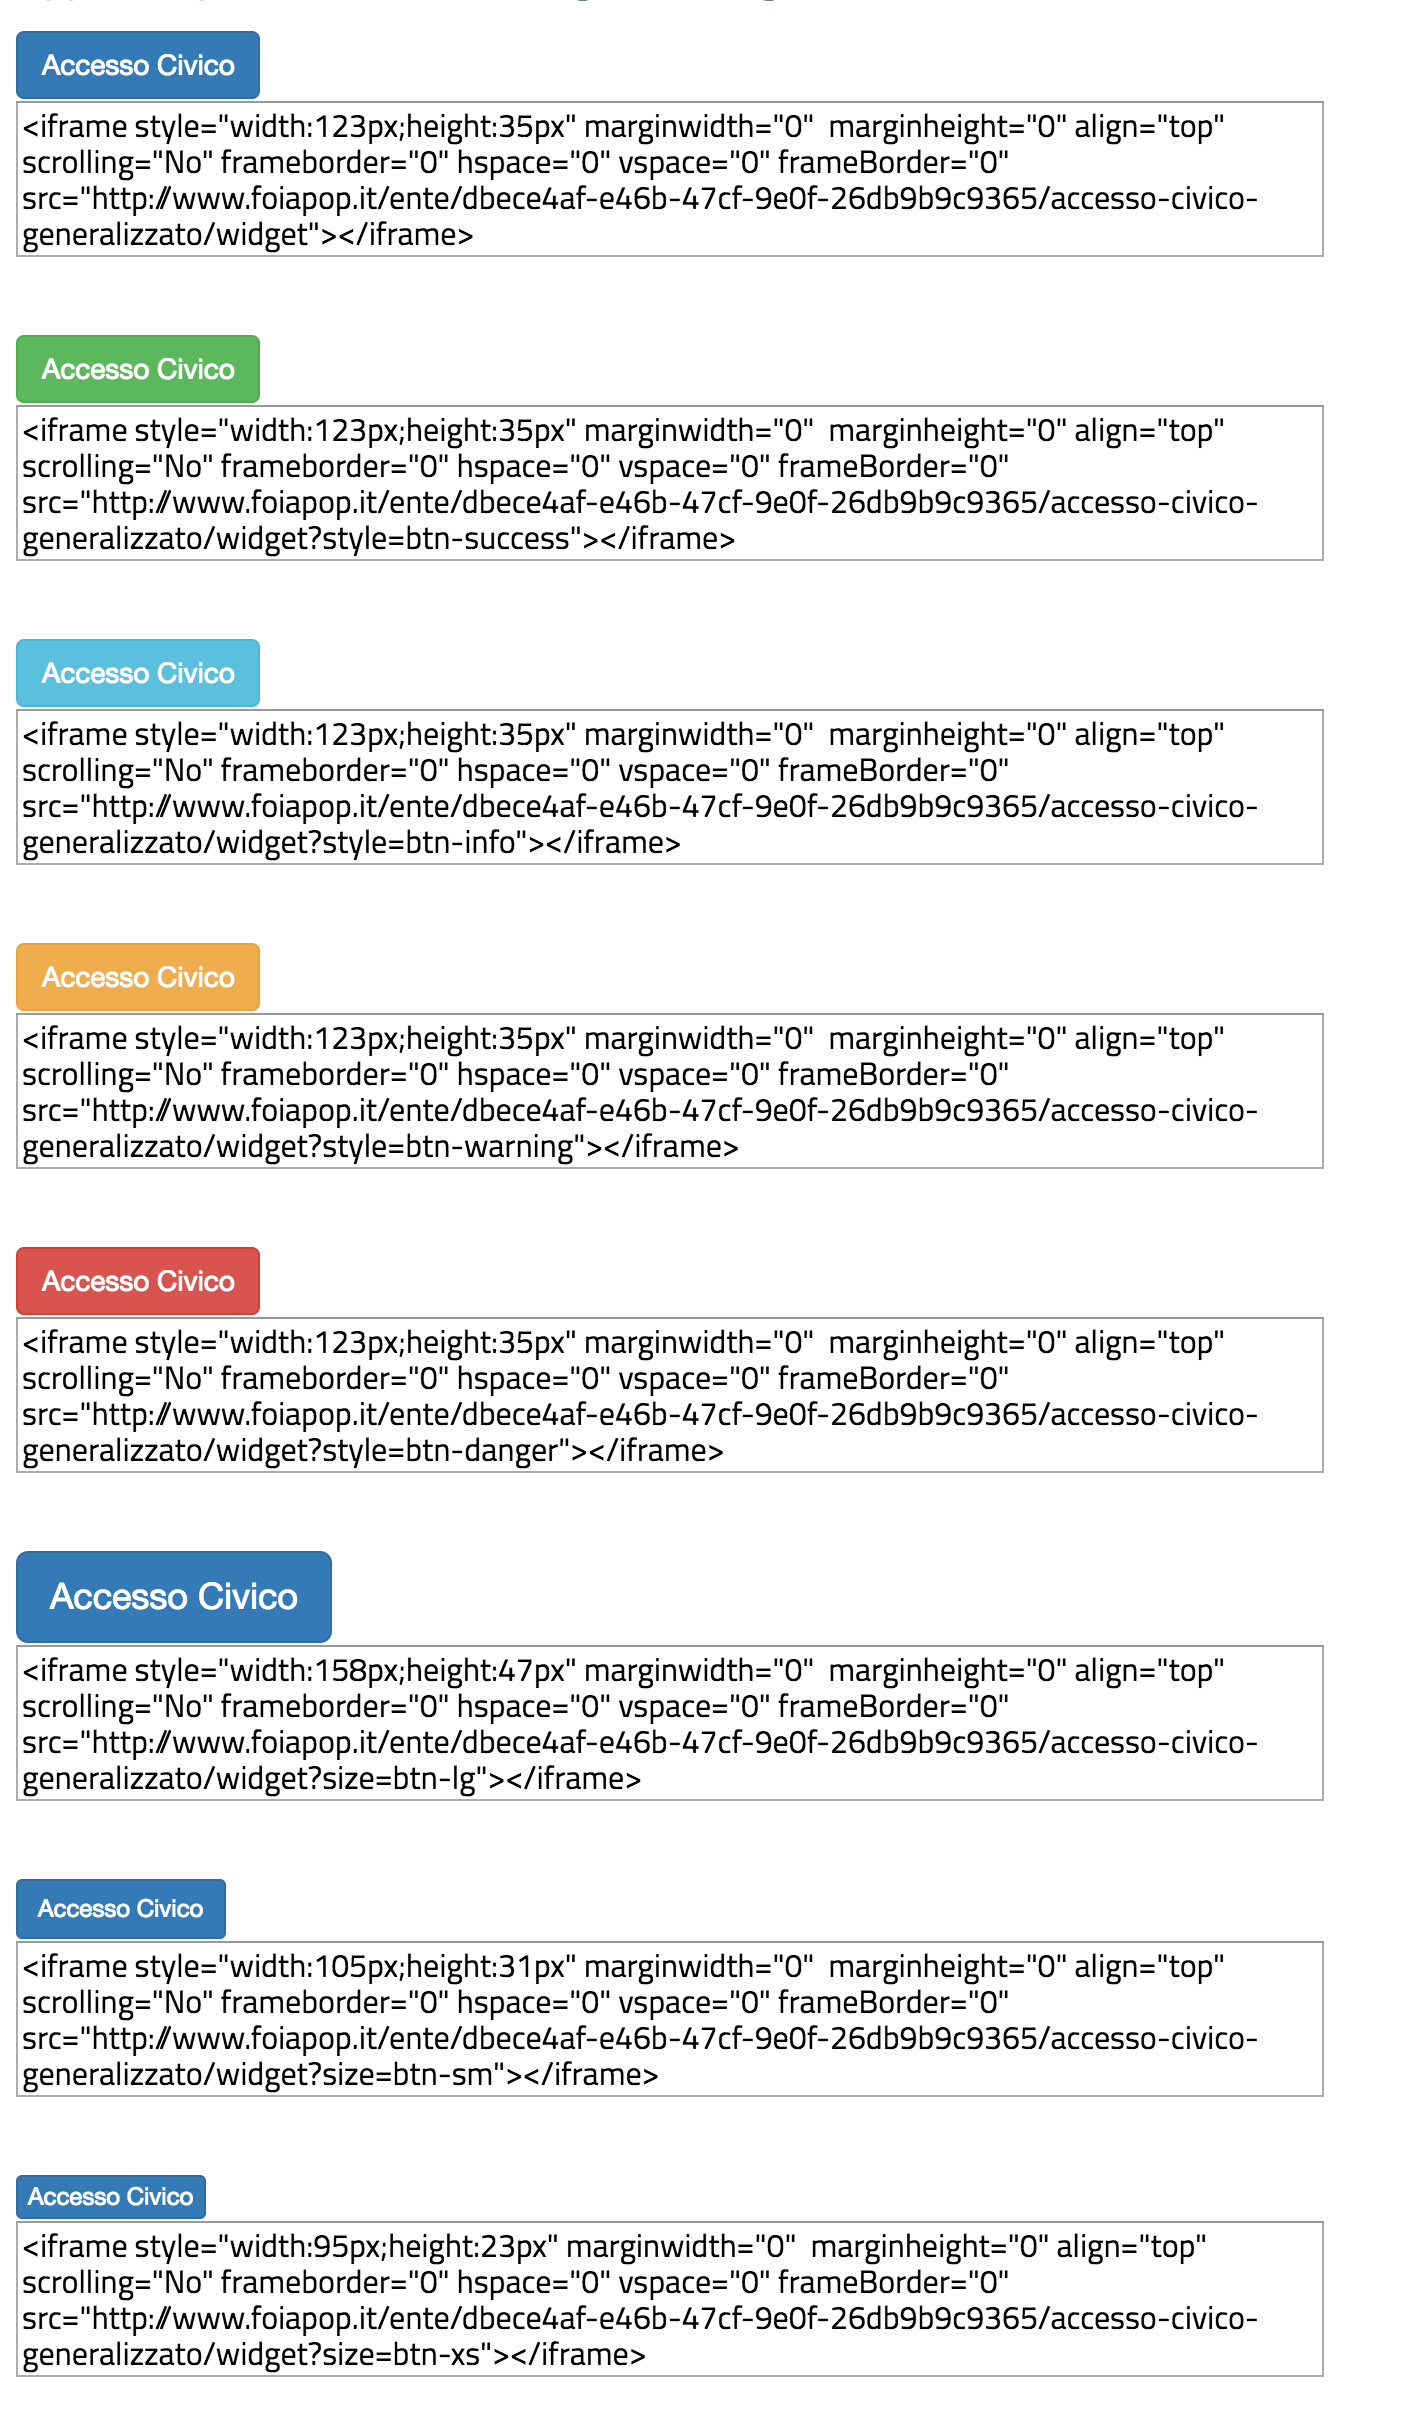 Accesso Civico
<iframe style="width:123px;height:35px" marginwidth="0"  marginheight="0" align="top"
scrolling="No" frameborder="0" hspace="0" vspace="0" frameBorder="0"
src="http://www.foiapop.it/ente/dbece4af-e46b-47cf-9e0f-26db9b9c9365/accesso-civico-
generalizzato/widget"></iframe>
Accesso Civico
<iframe style="width:123px;height:35px" marginwidth="0"  marginheight="0" align="top"
scrolling="No" frameborder="0" hspace="0" vspace="0" frameBorder="0"
src="http://www.foiapop.it/ente/dbece4af-e46b-47cf-9e0f-26db9b9c9365/accesso-civico-
generalizzato/widget?style=btn-success"></iframe>
Accesso Civico
<iframe style="width:123px;height:35px" marginwidth="0"  marginheight="0" align="top"
scrolling="No" frameborder="0" hspace="0" vspace="0" frameBorder="0"
src="http://www.foiapop.it/ente/dbece4af-e46b-47cf-9e0f-26db9b9c9365/accesso-civico-
generalizzato/widget?style=btn-info"></iframe>
Accesso Civico
<iframe style="width:123px;height:35px" marginwidth="0"  marginheight="0" align="top"
scrolling="No" frameborder="0" hspace="0" vspace="0" frameBorder="0"
src="http://www.foiapop.it/ente/dbece4af-e46b-47cf-9e0f-26db9b9c9365/accesso-civico-
generalizzato/widget?style=btn-warning"></iframe>
Accesso Civico
<iframe style="width:123px;height:35px" marginwidth="0"  marginheight="0" align="top"
scrolling="No" frameborder="0" hspace="0" vspace="0" frameBorder="0"
src="http://www.foiapop.it/ente/dbece4af-e46b-47cf-9e0f-26db9b9c9365/accesso-civico-
generalizzato/widget?style=btn-danger"></iframe>
Accesso Civico
<iframe style="width:158px;height:47px" marginwidth="0"  marginheight="0" align="top"
scrolling="No" frameborder="0" hspace="0" vspace="0" frameBorder="0"
src="http://www.foiapop.it/ente/dbece4af-e46b-47cf-9e0f-26db9b9c9365/accesso-civico-
generalizzato/widget?size=btn-lg"></iframe>
Accesso Civico
<iframe style="width:105px;height:31px" marginwidth="0"  marginheight="0" align="top"
scrolling="No" frameborder="0" hspace="0" vspace="0" frameBorder="0"
src="http://www.foiapop.it/ente/dbece4af-e46b-47cf-9e0f-26db9b9c9365/accesso-civico-
generalizzato/widget?size=btn-sm"></iframe>
Accesso Civico
<iframe style="width:95px;height:23px" marginwidth="0"  marginheight="0" align="top"
scrolling="No" frameborder="0" hspace="0" vspace="0" frameBorder="0"
src="http://www.foiapop.it/ente/dbece4af-e46b-47cf-9e0f-26db9b9c9365/accesso-civico-
generalizzato/widget?size=btn-xs"></iframe>